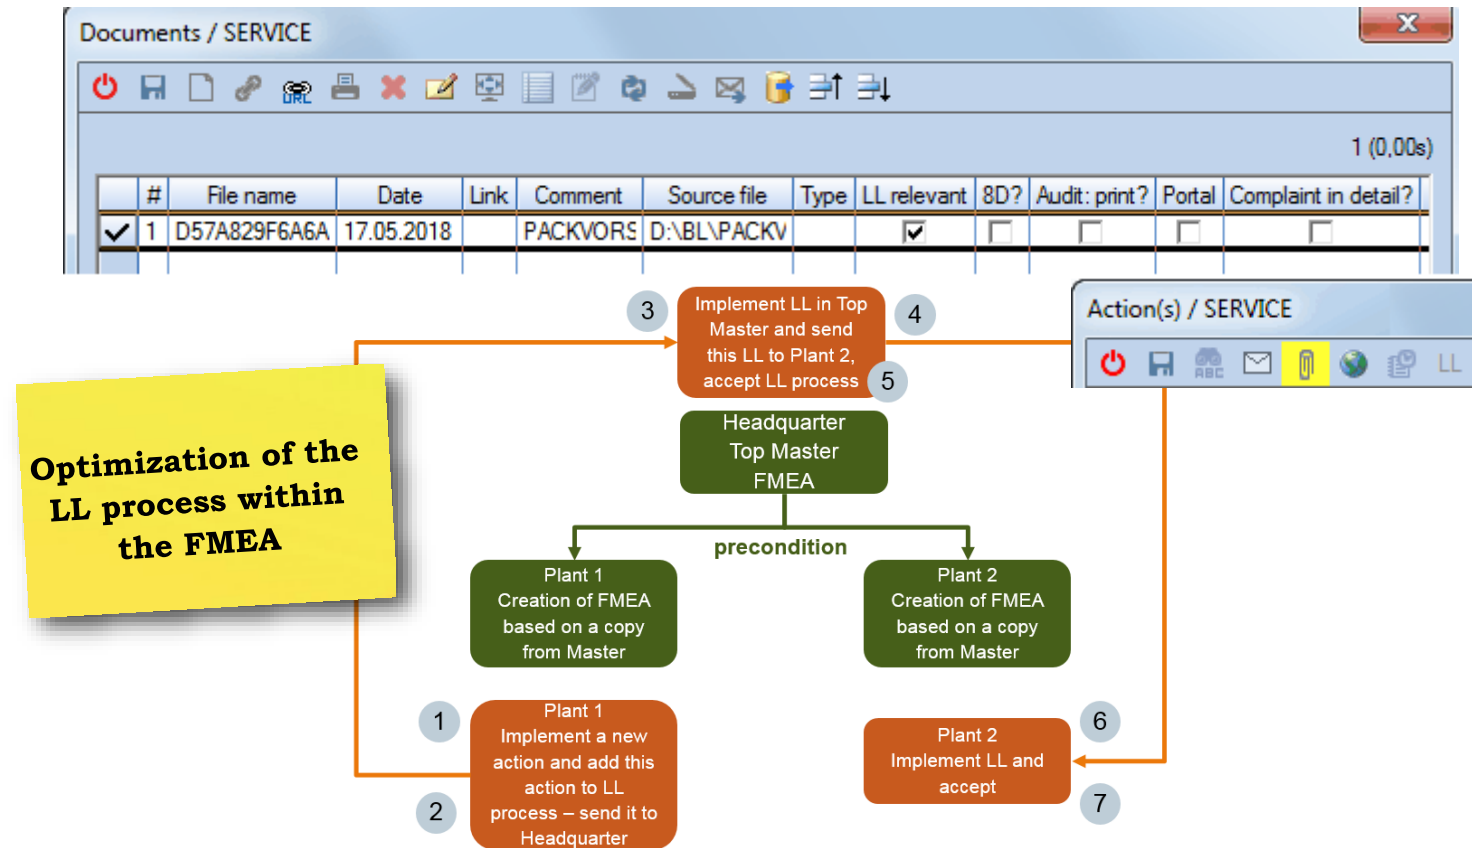 Documents / SERVICE
URL
1 (0,00s)
# File name Date Link Comment Source file Type LL relevant 8D? Audit: print? Portal Complaint in detail?
1 D57A829F6A6A 17.05.2018 PACKVORS D:\BL\PACKV
3
Implement LL in Top
Master and send
this LL to Plant 2,
accept LL process
4
5
Action(s) / SERVICE
ABC
LL
Optimization of the
LL process within
the FMEA
Headquarter
Top Master
FMEA
precondition
Plant 1
Creation of FMEA
based on a copy
from Master
Plant 2
Creation of FMEA
based on a copy
from Master
1
2
Plant 1
Implement a new
action and add this
action to LL
process – send it to
Headquarter
Plant 2
Implement LL and
accept
6
7